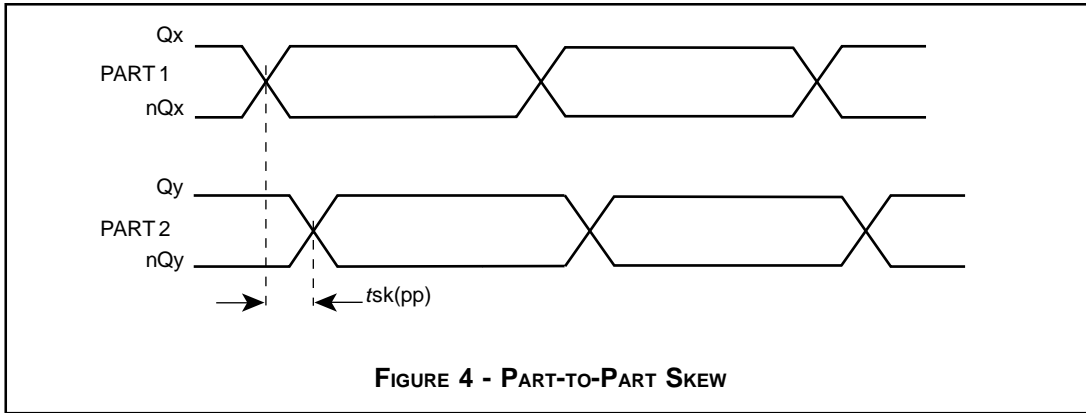 Qx
PART 1
nQx
Qy
PART 2
nQy
tsk(pp)
FIGURE 4 - PART-TO-PART SKEW